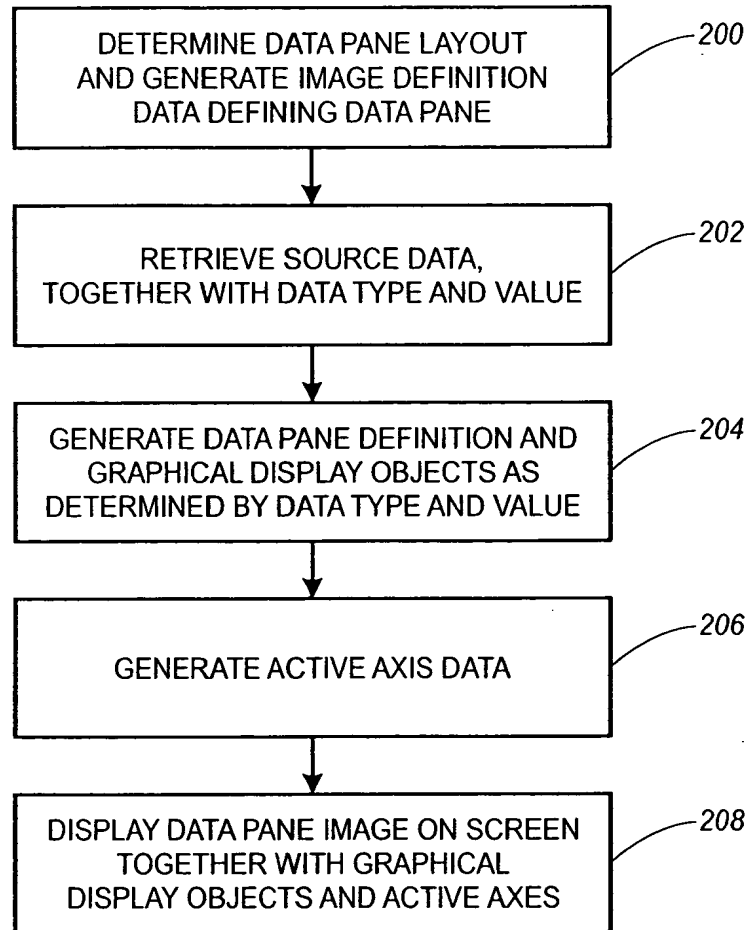 DETERMINE DATA PANE LAYOUT
AND GENERATE IMAGE DEFINITION
DATA DEFINING DATA PANE
200
RETRIEVE SOURCE DATA,
TOGETHER WITH DATA TYPE AND VALUE
202
GENERATE DATA PANE DEFINITION AND
GRAPHICAL DISPLAY OBJECTS AS
DETERMINED BY DATA TYPE AND VALUE
204
GENERATE ACTIVE AXIS DATA
206
DISPLAY DATA PANE IMAGE ON SCREEN
TOGETHER WITH GRAPHICAL
DISPLAY OBJECTS AND ACTIVE AXES
208